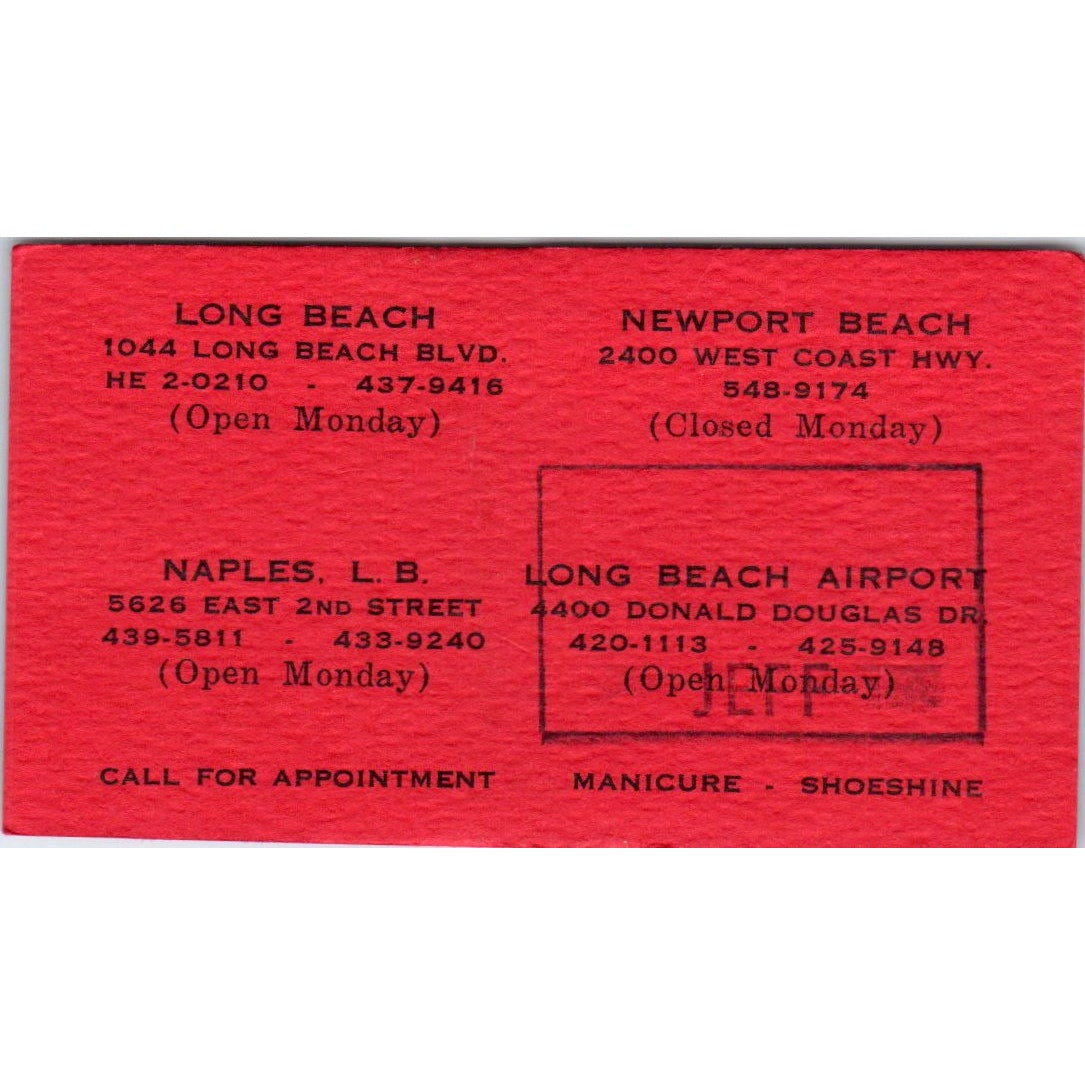 LONG BEACH
1044 LONG BEACH BLVD.
HE 2-0210 - 437-9416
(Open Monday)
NEWPORT BEACH
2400 WEST COAST HWY.
548-9174
(Closed Monday)
NAPLES, L. B.
5626 EAST 2ND STREET
439-5811 - 433-9240
(Open Monday)
LONG BEACH AIRPORT
4400 DONALD DOUGLAS DR.
420-1113 - 425-9148
(Open Monday)
JEFF
CALL FOR APPOINTMENT
MANICURE - SHOESHINE